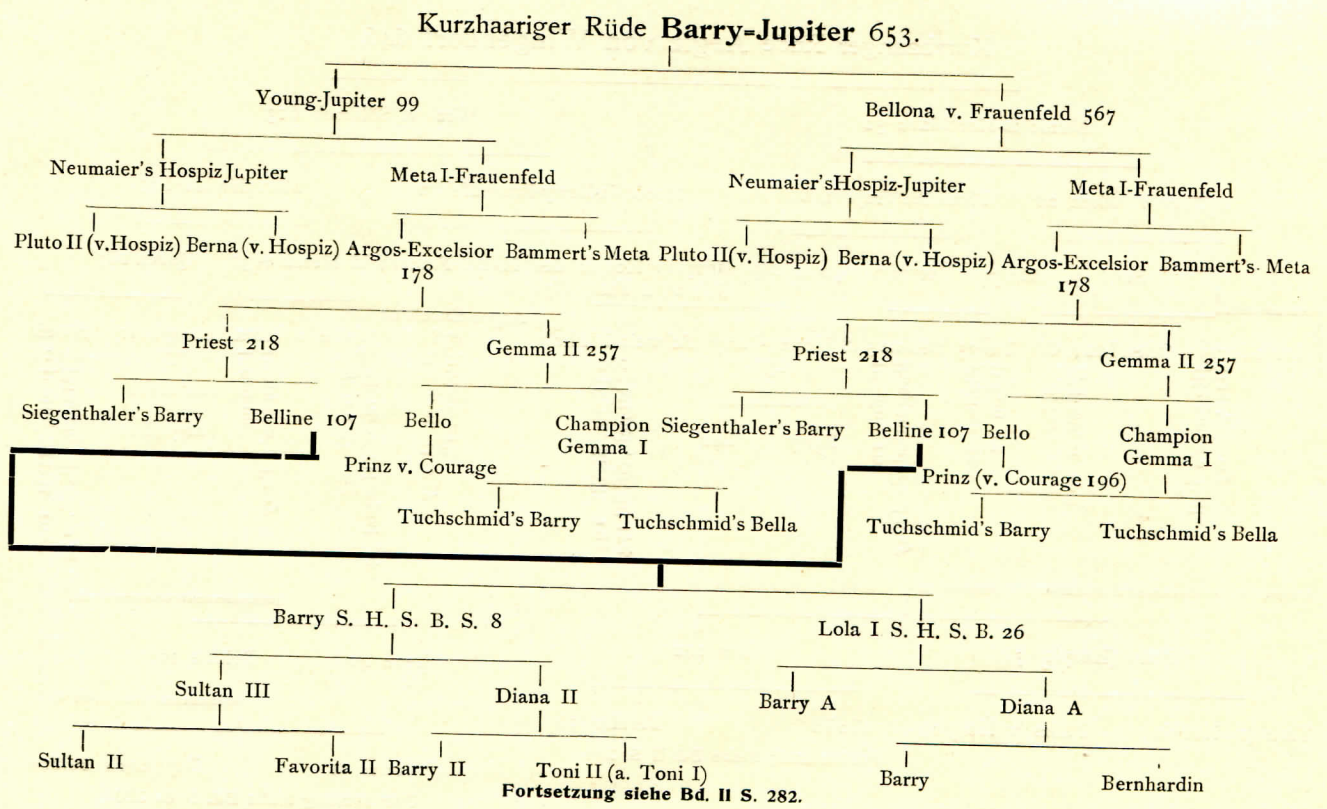 Kurzhaariger Rüde Barry=Jupiter 653.
Young-Jupiter 99
Bellona v. Frauenfeld 567
Neumaier's Hospiz Jupiter
Meta I-Frauenfeld
Neumaier'sHospiz-Jupiter
Meta I-Frauenfeld
Pluto II (v. Hospiz) Berna (v. Hospiz) Argos-Excelsior Bammert's Meta Pluto II (v. Hospiz) Berna (v. Hospiz) Argos-Excelsior Bammert's Meta
178
178
Priest 218
Gemma II 257
Priest 218
Gemma II 257
Siegenthaler's Barry
Belline 107
Bello
Champion
Gemma I
Siegenthaler's Barry
Belline 107
Bello
Champion
Gemma I
Prinz v. Courage
Prinz (v. Courage 196)
Tuchschmid's Barry
Tuchschmid's Bella
Tuchschmid's Barry
Tuchschmid's Bella
Barry S. H. S. B. S. 8
Lola I S. H. S. B. 26
Sultan III
Diana II
Barry A
Diana A
Sultan II
Favorita II
Barry II
Toni II (a. Toni I)
Barry
Bernhardin
Fortsetzung siehe Bd. II S. 282.